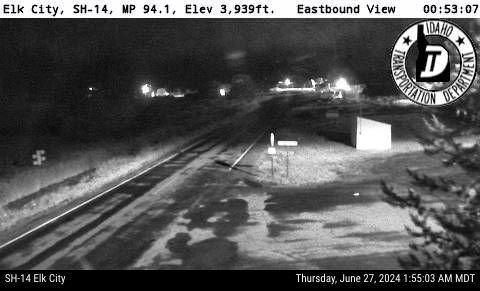 Elk City, SH-14, MP 94.1, Elev 3,939ft. Eastbound View 00:53:07
IDAHO
TRANSPORTATION DEPARTMENT
SH-14 Elk City Thursday, June 27, 2024 1:55:03 AM MDT